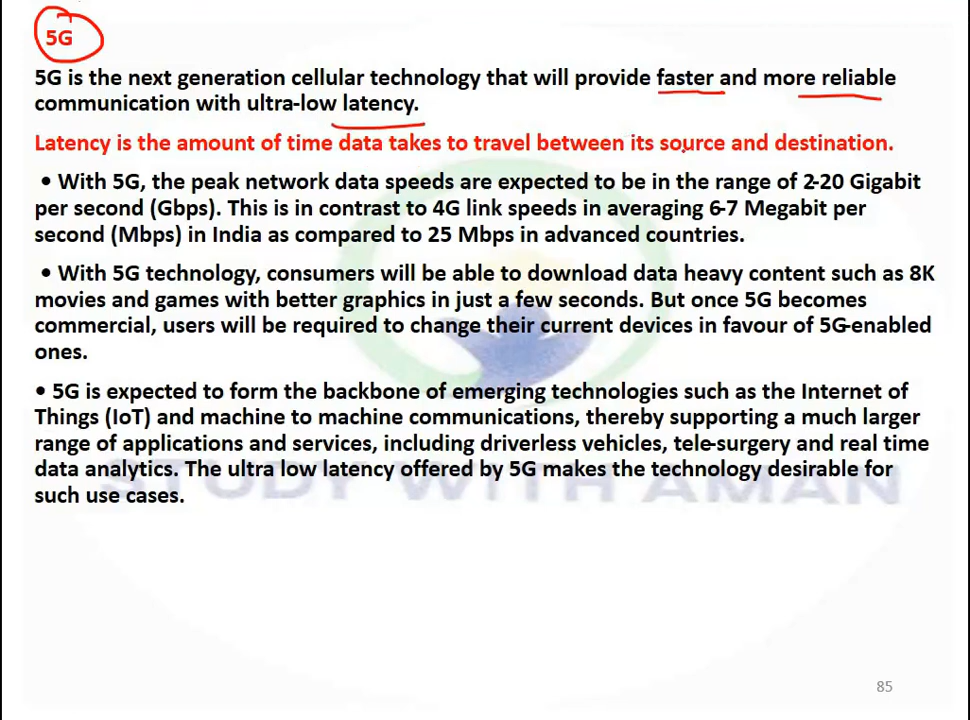 5G
5G is the next generation cellular technology that will provide faster and more reliable
communication with ultra-low latency.
Latency is the amount of time data takes to travel between its source and destination.
• With 5G, the peak network data speeds are expected to be in the range of 2-20 Gigabit
per second (Gbps). This is in contrast to 4G link speeds in averaging 6-7 Megabit per
second (Mbps) in India as compared to 25 Mbps in advanced countries.
• With 5G technology, consumers will be able to download data heavy content such as 8K
movies and games with better graphics in just a few seconds. But once 5G becomes
commercial, users will be required to change their current devices in favour of 5G-enabled
ones.
• 5G is expected to form the backbone of emerging technologies such as the Internet of
Things (IoT) and machine to machine communications, thereby supporting a much larger
range of applications and services, including driverless vehicles, tele-surgery and real time
data analytics. The ultra low latency offered by 5G makes the technology desirable for
such use cases.
STUDY WITH AMAN
85